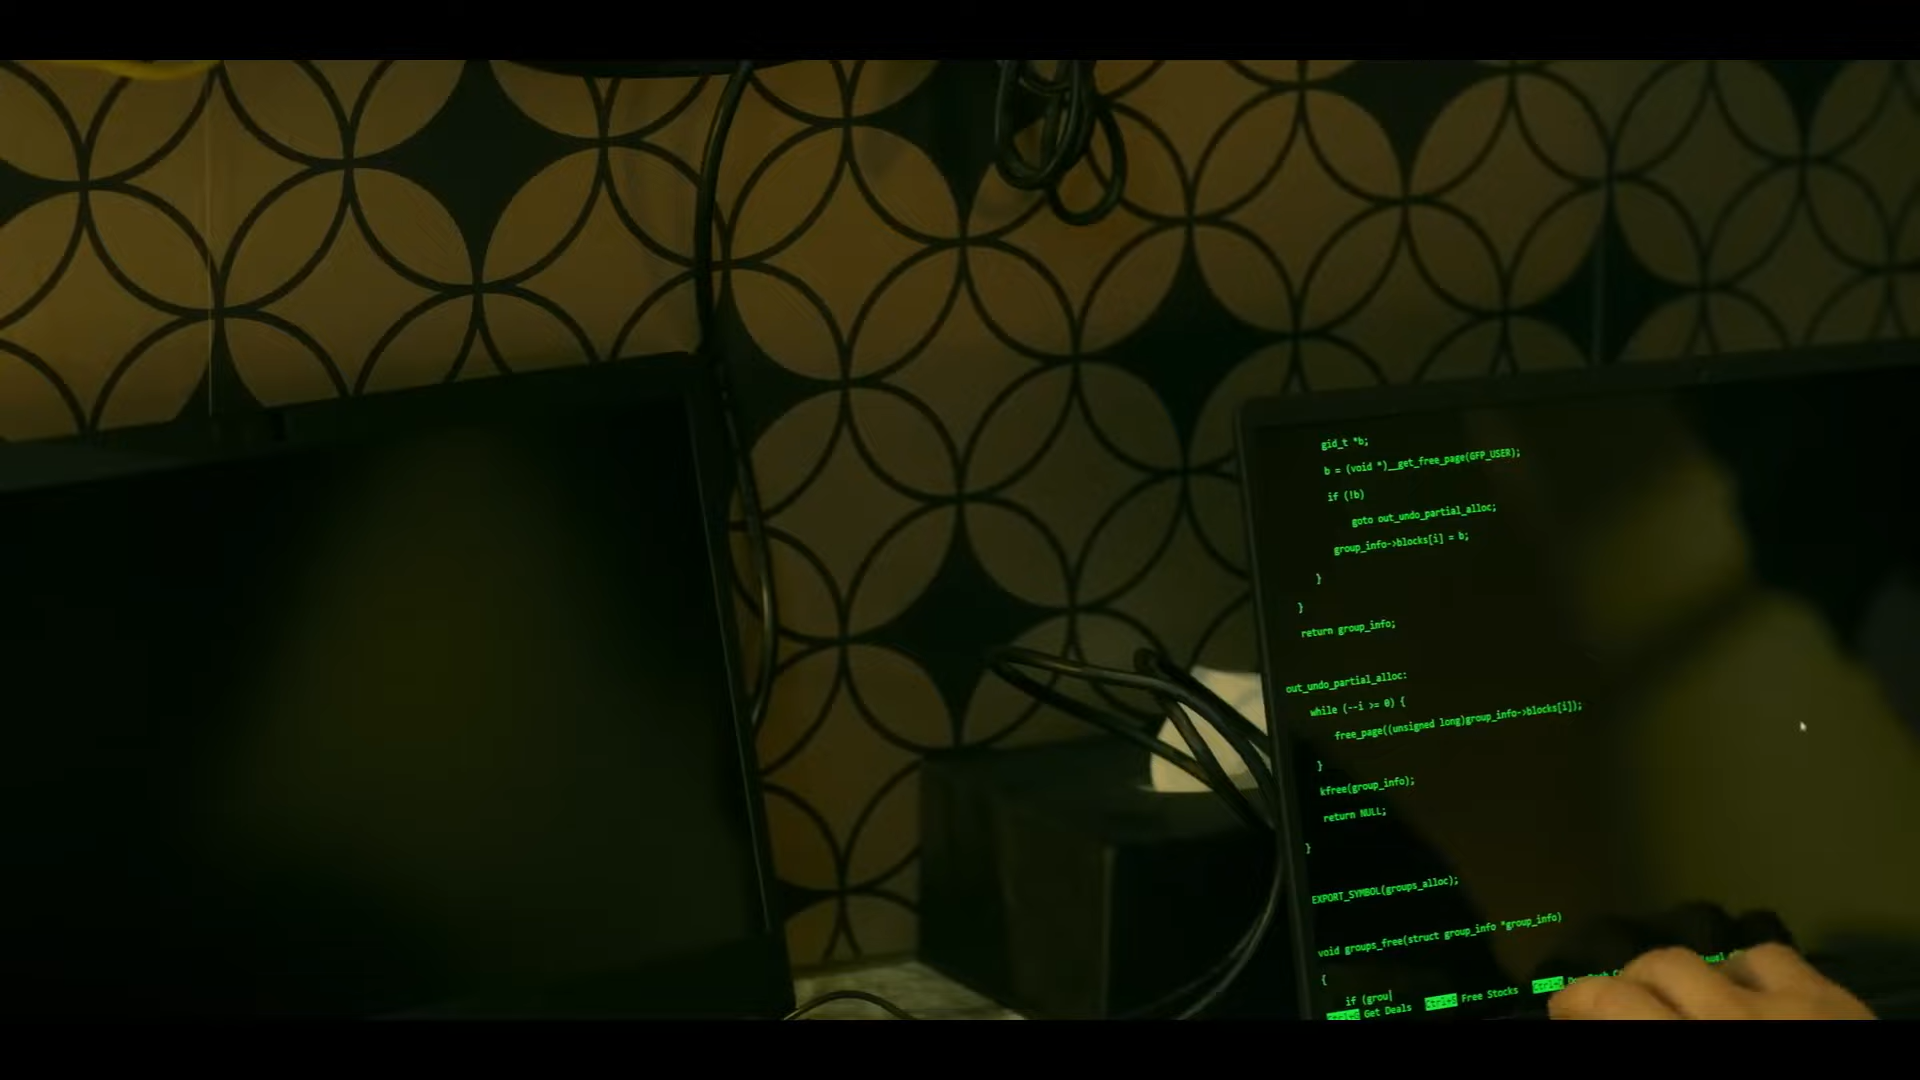 gid_t *b;
b = (void *)__get_free_page(GFP_USER);
if (!b)
goto out_undo_partial_alloc;
group_info->blocks[i] = b;
}
}
return group_info;
out_undo_partial_alloc:
while (--i >= 0) {
free_page((unsigned long)group_info->blocks[i]);
}
kfree(group_info);
return NULL;
}
EXPORT_SYMBOL(groups_alloc);
void groups_free(struct group_info *group_info)
{
if (grou
Get Deals Ctrl+S Free Stocks